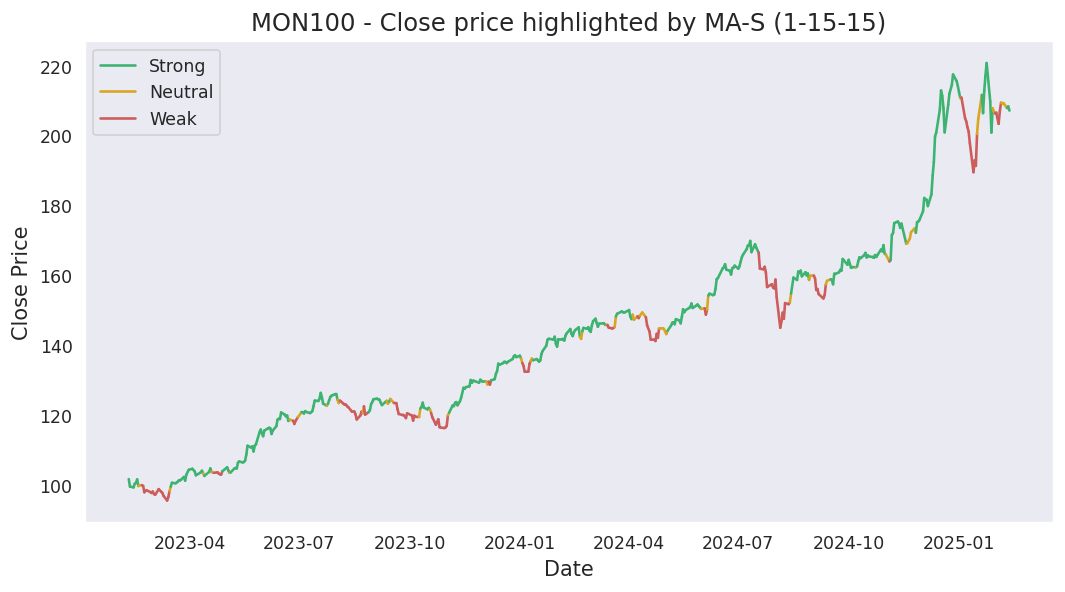 MON100 - Close price highlighted by MA-S (1-15-15)
Strong
Neutral
Weak
Close Price
220
200
180
160
140
120
100
2023-04
2023-07
2023-10
2024-01
2024-04
2024-07
2024-10
2025-01
Date